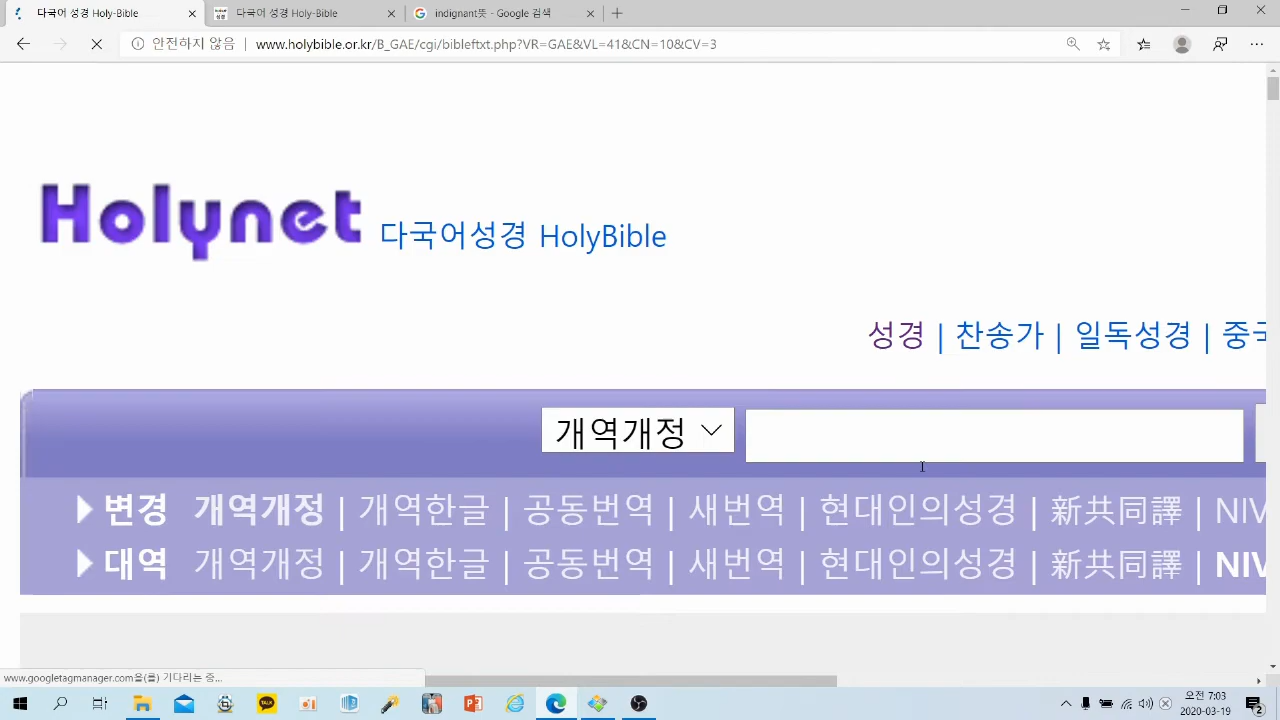 다국어 성경 Holy-Bible
다국어 성경 Holy-Bible
indignant뜻 - Google 검색
안전하지 않음 | www.holybible.or.kr/B_GAE/cgi/bibleftxt.php?VR=GAE&VL=41&CN=10&CV=3
Holynet 다국어성경 HolyBible
성경 | 찬송가 | 일독성경 | 중국
개역개정
변경 개역개정 | 개역한글 | 공동번역 | 새번역 | 현대인의성경 | 新共同譯 | NIV
대역 개역개정 | 개역한글 | 공동번역 | 새번역 | 현대인의성경 | 新共同譯 | NIV
www.googletagmanager.com을(를) 기다리는 중...
오전 7:03
2020-03-19